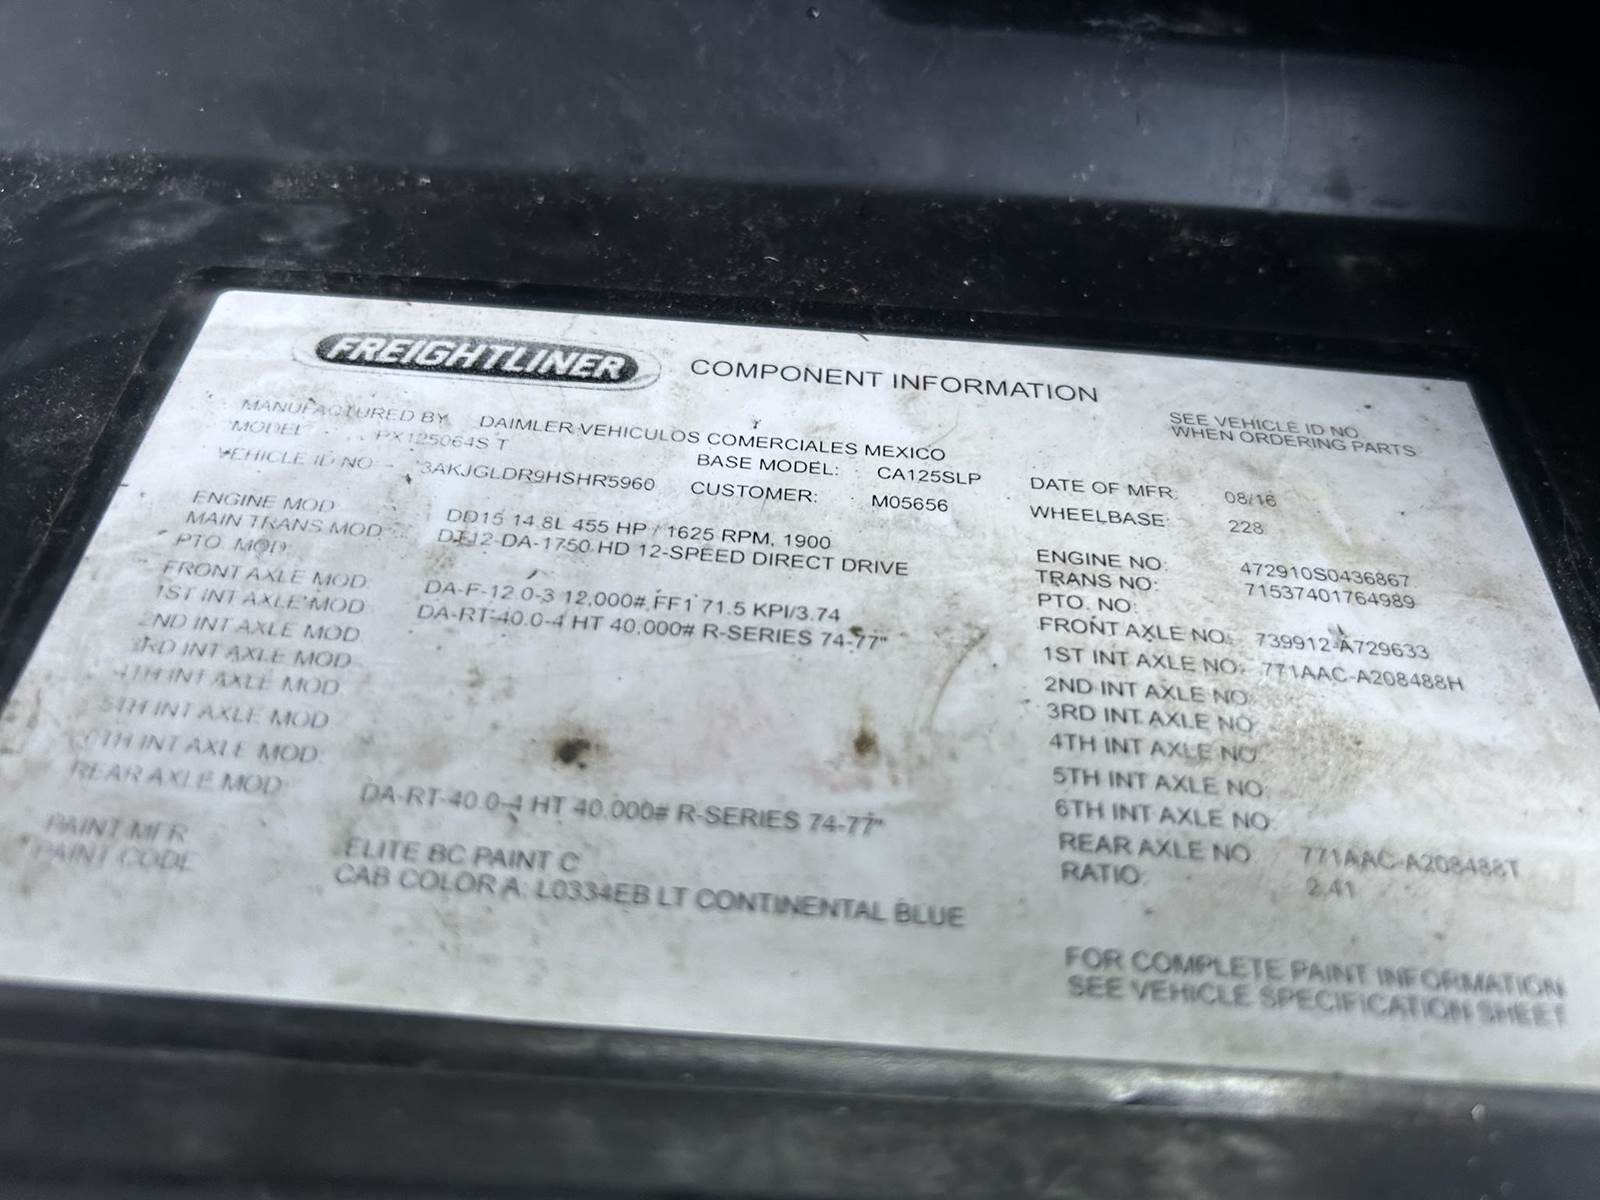 FREIGHTLINER COMPONENT INFORMATION
SEE VEHICLE ID NO.
WHEN ORDERING PARTS
MANUFACTURED BY DAIMLER VEHICULOS COMERCIALES MEXICO
MODEL PX125064S T BASE MODEL: CA125SLP DATE OF MFR: 08/16
VEHICLE ID NO 3AKJGLDR9HSHR5960 CUSTOMER: M05656 WHEELBASE: 228
ENGINE MOD DD15 14.8L 455 HP / 1625 RPM, 1900 ENGINE NO: 472910S0436867
MAIN TRANS MOD DT12-DA-1750 HD 12-SPEED DIRECT DRIVE TRANS NO: 71537401764989
PTO. MOD: PTO. NO:
FRONT AXLE MOD: DA-F-12.0-3 12,000# FF1 71.5 KPI/3.74 FRONT AXLE NO: 739912-A729633
1ST INT AXLE MOD DA-RT-40.0-4 HT 40,000# R-SERIES 74-77" 1ST INT AXLE NO: 771AAC-A208488H
2ND INT AXLE MOD 2ND INT AXLE NO:
3RD INT AXLE MOD 3RD INT AXLE NO:
4TH INT AXLE MOD 4TH INT AXLE NO:
5TH INT AXLE MOD 5TH INT AXLE NO:
6TH INT AXLE MOD: 6TH INT AXLE NO:
REAR AXLE MOD: DA-RT-40.0-4 HT 40,000# R-SERIES 74-77" REAR AXLE NO 771AAC-A208488T
RATIO: 2.41
PAINT MFR ELITE BC PAINT C
PAINT CODE CAB COLOR A: L0334EB LT CONTINENTAL BLUE
FOR COMPLETE PAINT INFORMATION
SEE VEHICLE SPECIFICATION SHEET